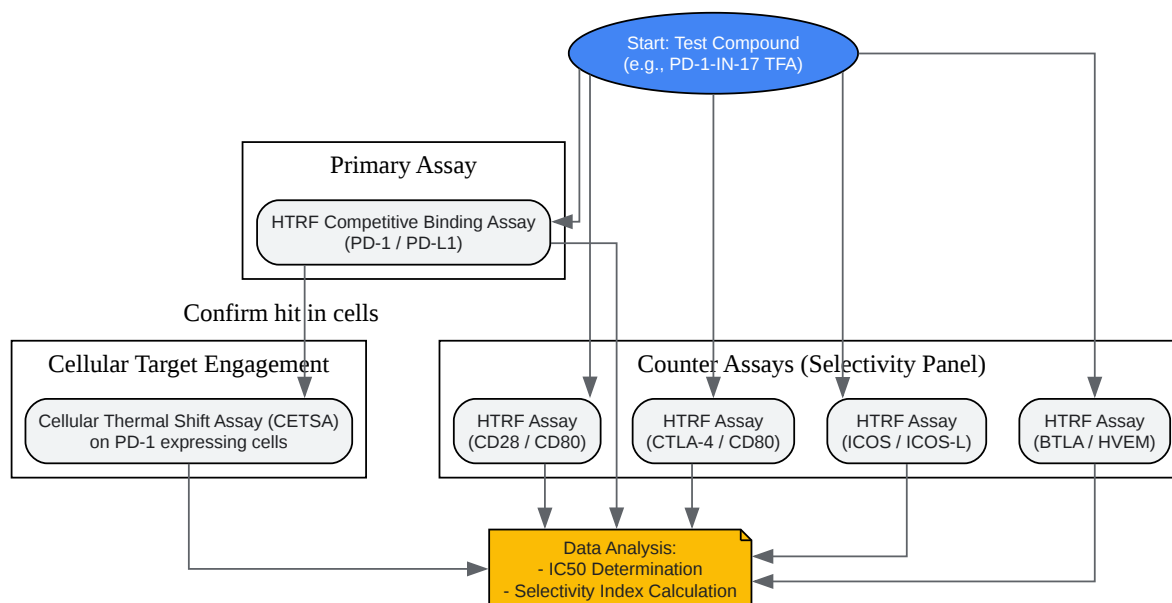 Start: Test Compound
(e.g., PD-1-IN-17 TFA)
Primary Assay
HTRF Competitive Binding Assay
(PD-1 / PD-L1)
Confirm hit in cells
Cellular Target Engagement
Cellular Thermal Shift Assay (CETSA)
on PD-1 expressing cells
Counter Assays (Selectivity Panel)
HTRF Assay
(CD28 / CD80)
HTRF Assay
(CTLA-4 / CD80)
HTRF Assay
(ICOS / ICOS-L)
HTRF Assay
(BTLA / HVEM)
Data Analysis:
- IC50 Determination
- Selectivity Index Calculation